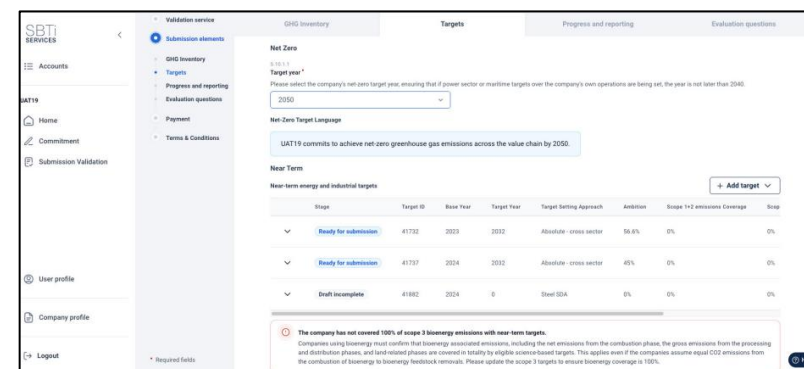 SBTi
SERVICES
Accounts
UAT19
Home
Commitment
Submission Validation
User profile
Company profile
Logout
Validation service
Submission elements
GHG Inventory
Targets
Progress and reporting
Evaluation questions
Payment
Terms & Conditions
* Required fields
GHG Inventory Targets Progress and reporting Evaluation questions
Net Zero
Target year *
Please select the company's net-zero target year, ensuring that if power sector or maritime targets over the company's own operations are being set, the year is not later than 2040.
2050
Net-Zero Target Language
UAT19 commits to achieve net-zero greenhouse gas emissions across the value chain by 2050.
Near Term
Near-term energy and industrial targets
+ Add target
Stage Target ID Base Year Target Year Target Setting Approach Ambition Scope 1+2 emissions Coverage Scop
Ready for submission 41732 2023 2032 Absolute - cross sector 56.6% 0% 0%
Ready for submission 41737 2024 2032 Absolute - cross sector 45% 0% 0%
Draft incomplete 41882 2024 0 Steel SDA 0% 0% 0%
The company has not covered 100% of scope 3 bioenergy emissions with near-term targets.
Companies using bioenergy must confirm that bioenergy associated emissions, including the net emissions from the combustion phase, the gross emissions from the processing
and distribution phases, and land-related phases are covered in totality by eligible science-based targets. This applies even if the companies assume equal CO2 emissions from
the combustion of bioenergy to bioenergy feedstock removals. Please update the scope 3 targets to ensure bioenergy coverage is 100%.